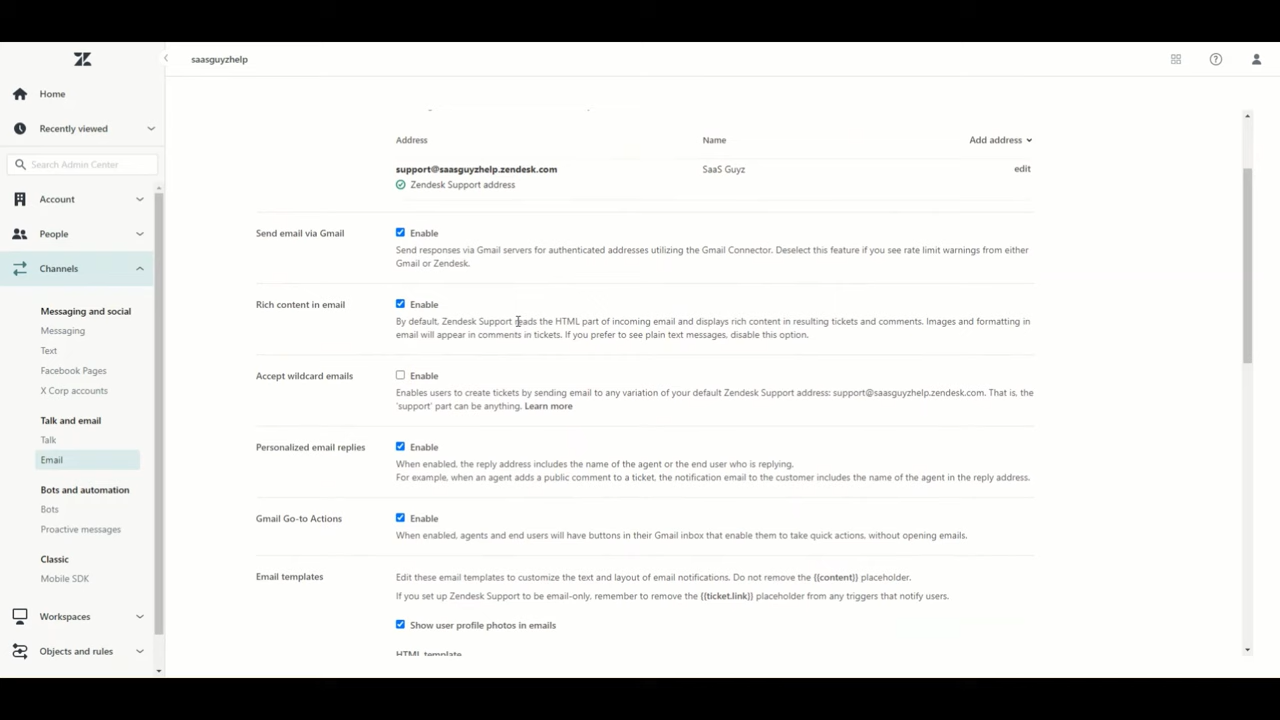 saasguyzhelp
Home
Recently viewed
Search Admin Center
Account
People
Channels
Messaging and social
Messaging
Text
Facebook Pages
X Corp accounts
Talk and email
Talk
Email
Bots and automation
Bots
Proactive messages
Classic
Mobile SDK
Workspaces
Objects and rules
Address Name Add address
support@saasguyzhelp.zendesk.com SaaS Guyz edit
Zendesk Support address
Send email via Gmail Enable
Send responses via Gmail servers for authenticated addresses utilizing the Gmail Connector. Deselect this feature if you see rate limit warnings from either
Gmail or Zendesk.
Rich content in email Enable
By default, Zendesk Support reads the HTML part of incoming email and displays rich content in resulting tickets and comments. Images and formatting in
email will appear in comments in tickets. If you prefer to see plain text messages, disable this option.
Accept wildcard emails Enable
Enables users to create tickets by sending email to any variation of your default Zendesk Support address: support@saasguyzhelp.zendesk.com. That is, the
'support' part can be anything. Learn more
Personalized email replies Enable
When enabled, the reply address includes the name of the agent or the end user who is replying.
For example, when an agent adds a public comment to a ticket, the notification email to the customer includes the name of the agent in the reply address.
Gmail Go-to Actions Enable
When enabled, agents and end users will have buttons in their Gmail inbox that enable them to take quick actions, without opening emails.
Email templates Edit these email templates to customize the text and layout of email notifications. Do not remove the {{content}} placeholder.
If you set up Zendesk Support to be email-only, remember to remove the {{ticket.link}} placeholder from any triggers that notify users.
Show user profile photos in emails
HTML template